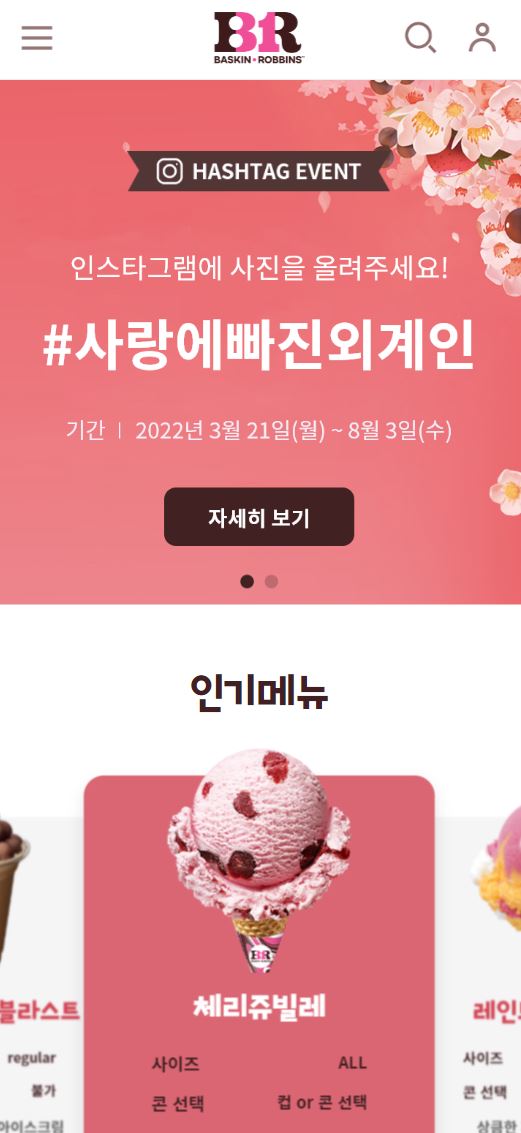 BR
BASKIN·ROBBINS
HASHTAG EVENT
인스타그램에 사진을 올려주세요!
#사랑에빠진외계인
기간 | 2022년 3월 21일(월) ~ 8월 3일(수)
자세히 보기
인기메뉴
BR
블라스트
체리쥬빌레
레인
regular
사이즈
ALL
사이즈
불가
콘 선택
컵 or 콘 선택
콘 선택
아이스크림
상큼한